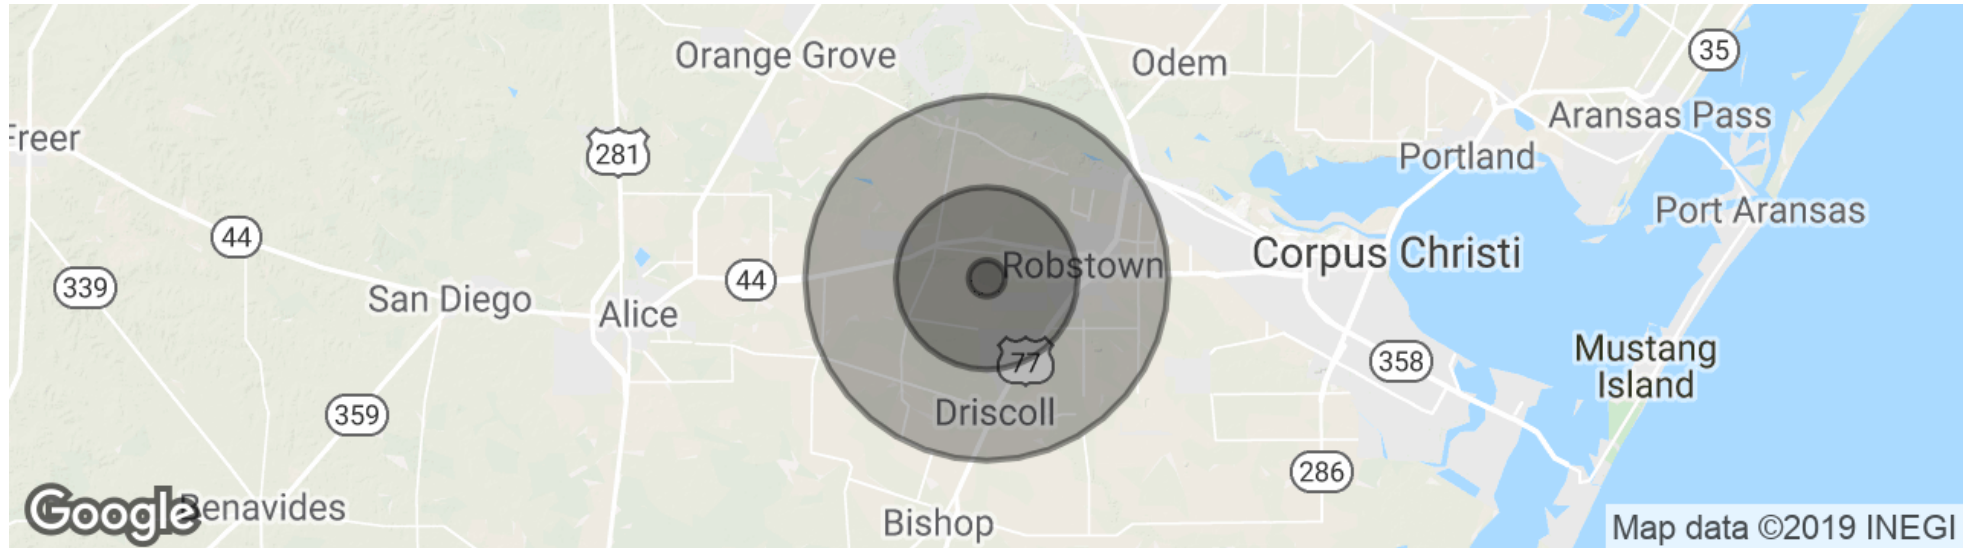 Orange Grove
Odem
35
Aransas Pass
Freer
281
Portland
Port Aransas
44
Corpus Christi
Robstown
44
339
San Diego
Alice
Mustang
Island
77
358
Driscoll
359
286
Google
Benavides
Bishop
Map data ©2019 INEGI